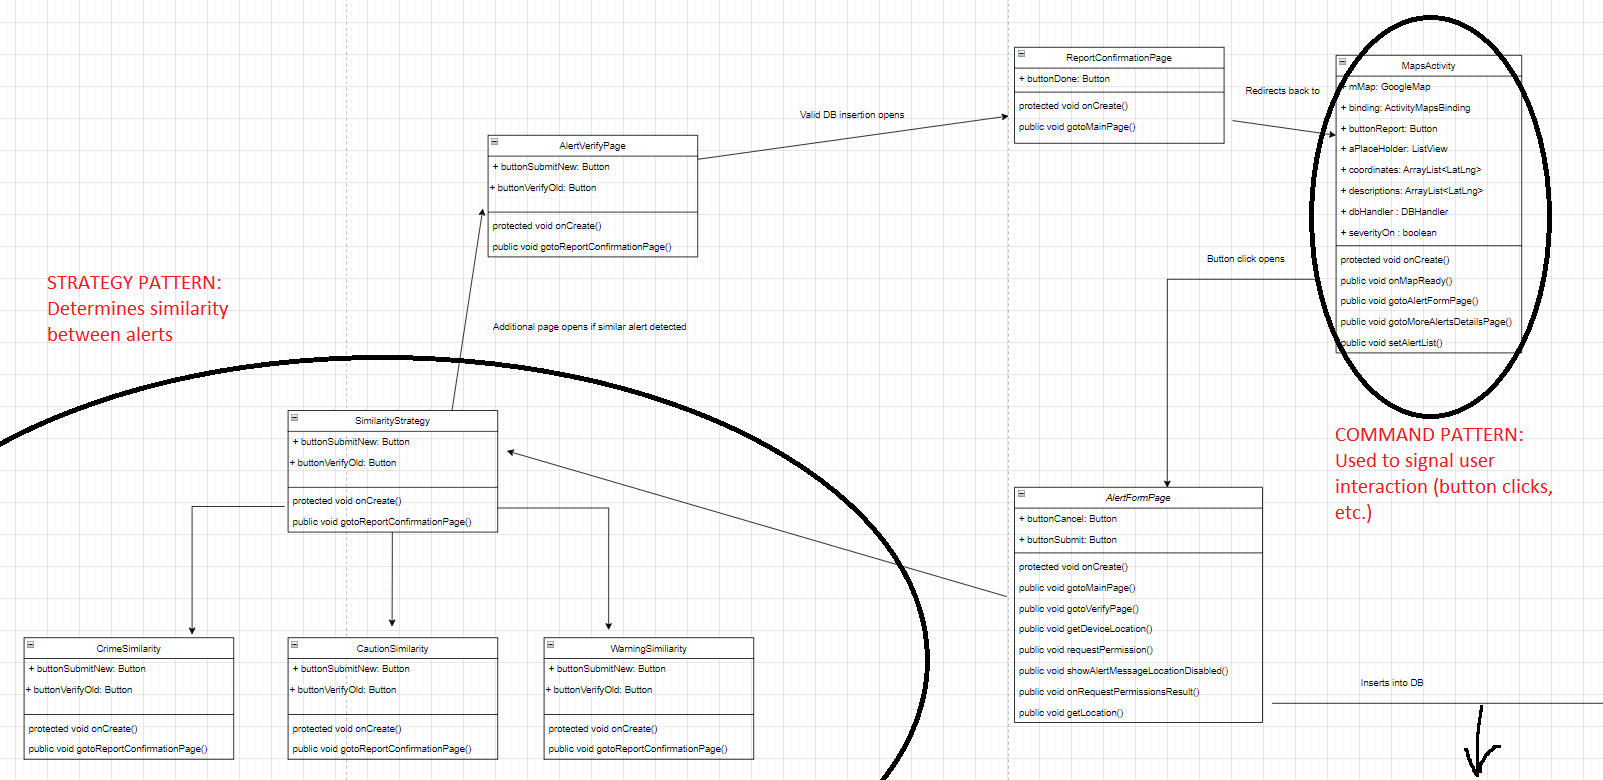 ReportConfirmationPage
+ buttonDone: Button
protected void onCreate()
public void gotoMainPage()
Redirects back to
MapsActivity
+ mMap: GoogleMap
+ binding: ActivityMapsBinding
+ buttonReport: Button
+ aPlaceHolder: ListView
+ coordinates: ArrayList<LatLng>
+ descriptions: ArrayList<LatLng>
+ dbHandler : DBHandler
+ severityOn : boolean
protected void onCreate()
public void onMapReady()
public void gotoAlertFormPage()
public void gotoMoreAlertsDetailsPage()
public void setAlertList()
Valid DB insertion opens
AlertVerifyPage
+ buttonSubmitNew: Button
+ buttonVerifyOld: Button
protected void onCreate()
public void gotoReportConfirmationPage()
Button click opens
STRATEGY PATTERN:
Determines similarity
between alerts
Additional page opens if similar alert detected
SimilarityStrategy
+ buttonSubmitNew: Button
+ buttonVerifyOld: Button
protected void onCreate()
public void gotoReportConfirmationPage()
COMMAND PATTERN:
Used to signal user
interaction (button clicks,
etc.)
AlertFormPage
+ buttonCancel: Button
+ buttonSubmit: Button
protected void onCreate()
public void gotoMainPage()
public void gotoVerifyPage()
public void getDeviceLocation()
public void requestPermission()
public void showAlertMessageLocationDisabled()
public void onRequestPermissionsResult()
public void getLocation()
Inserts into DB
CrimeSimilarity
+ buttonSubmitNew: Button
+ buttonVerifyOld: Button
protected void onCreate()
public void gotoReportConfirmationPage()
CautionSimilarity
+ buttonSubmitNew: Button
+ buttonVerifyOld: Button
protected void onCreate()
public void gotoReportConfirmationPage()
WarningSimiliarity
+ buttonSubmitNew: Button
+ buttonVerifyOld: Button
protected void onCreate()
public void gotoReportConfirmationPage()